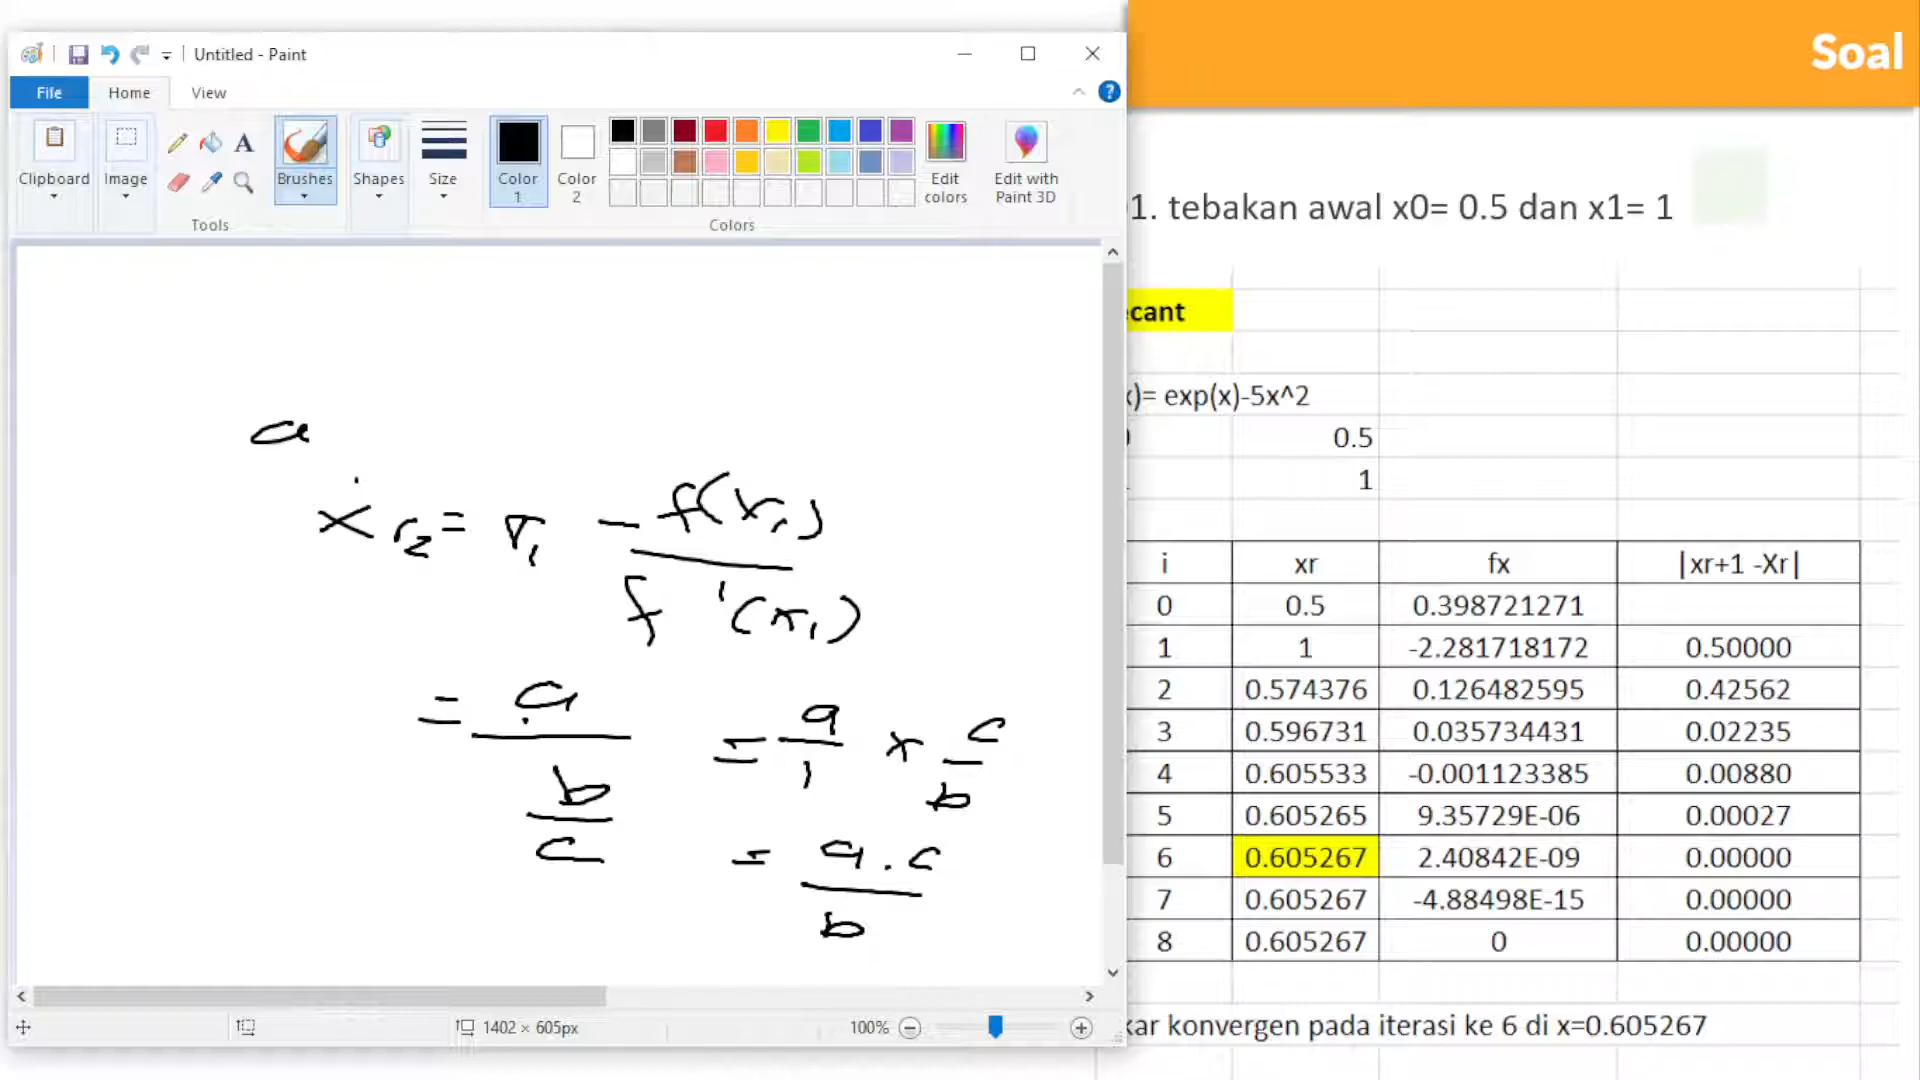 Untitled - Paint
File Home View
Clipboard
Image
A
Tools
Brushes
Shapes
Size
Color 1
Color 2
Edit colors
Edit with Paint 3D
Colors
a
x r2 = x1 - f(x1)
f'(x1)
= a
b
c
= a
1
x c
b
= a . c
b
1402 × 605px
100%
Soal
1. tebakan awal x0= 0.5 dan x1= 1
ecant
)= exp(x)-5x^2
0.5
1
i xr fx |xr+1 -Xr|
0 0.5 0.398721271
1 1 -2.281718172 0.50000
2 0.574376 0.126482595 0.42562
3 0.596731 0.035734431 0.02235
4 0.605533 -0.001123385 0.00880
5 0.605265 9.35729E-06 0.00027
6 0.605267 2.40842E-09 0.00000
7 0.605267 -4.88498E-15 0.00000
8 0.605267 0 0.00000
kar konvergen pada iterasi ke 6 di x=0.605267